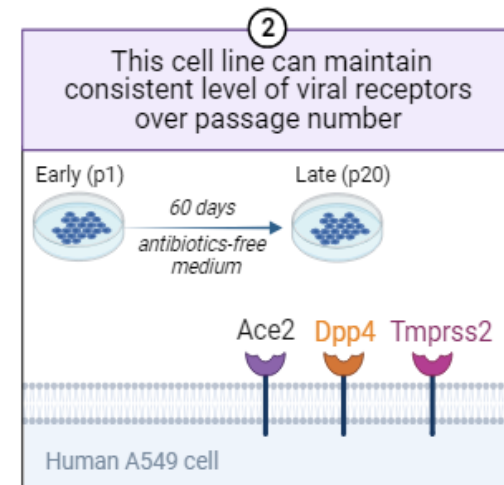 2
This cell line can maintain
consistent level of viral receptors
over passage number
Early (p1)
Late (p20)
60 days
antibiotics-free
medium
Ace2 Dpp4 Tmprss2
Human A549 cell